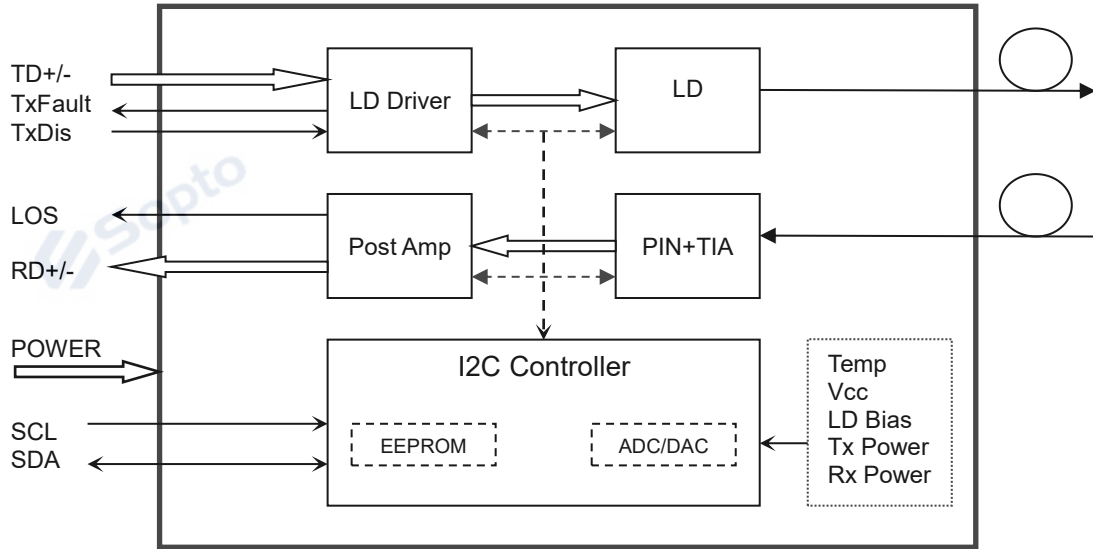 TD+/-
TxFault
TxDis
LD Driver
LD
LOS
RD+/-
Post Amp
PIN+TIA
Sopto
POWER
SCL
SDA
I2C Controller
EEPROM
ADC/DAC
Temp
Vcc
LD Bias
Tx Power
Rx Power